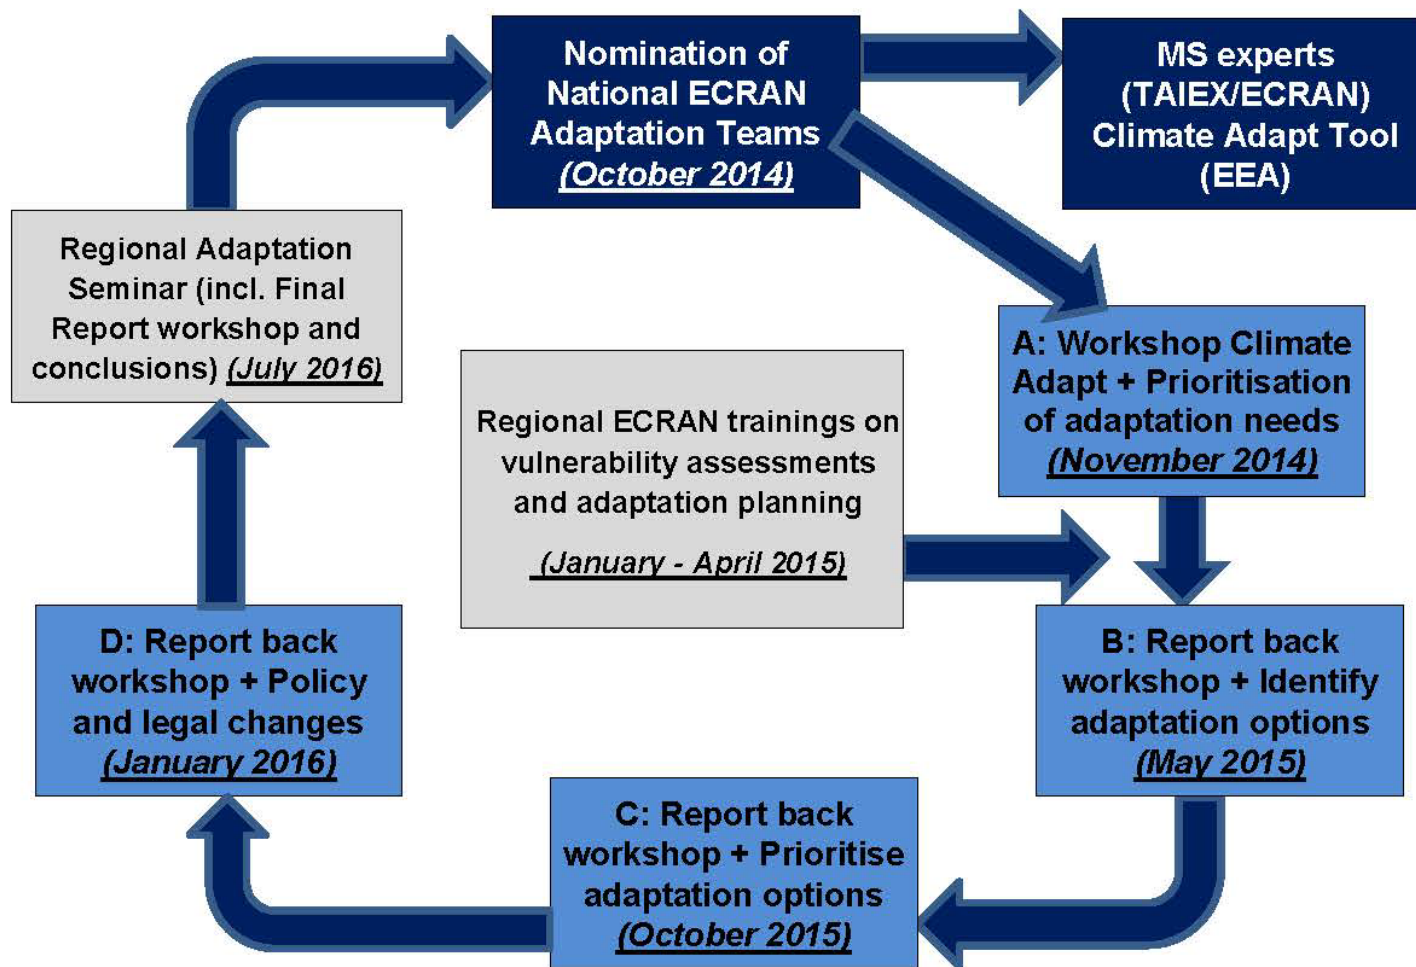 Nomination of
National ECRAN
Adaptation Teams
(October 2014)
MS experts
(TAIEX/ECRAN)
Climate Adapt Tool
(EEA)
Regional Adaptation
Seminar (incl. Final
Report workshop and
conclusions) (July 2016)
A: Workshop Climate
Adapt + Prioritisation
of adaptation needs
(November 2014)
Regional ECRAN trainings on
vulnerability assessments
and adaptation planning
(January - April 2015)
D: Report back
workshop + Policy
and legal changes
(January 2016)
B: Report back
workshop + Identify
adaptation options
(May 2015)
C: Report back
workshop + Prioritise
adaptation options
(October 2015)